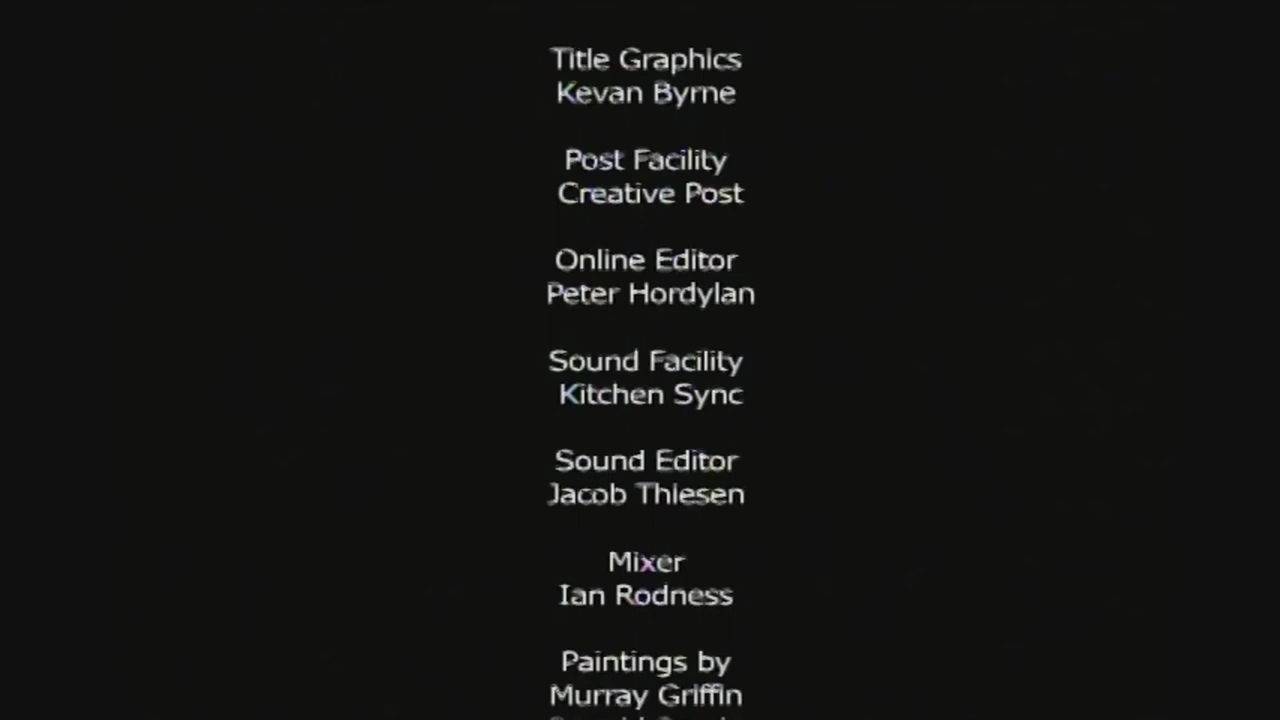 Title Graphics
Kevan Byrne
Post Facility
Creative Post
Online Editor
Peter Hordylan
Sound Facility
Kitchen Sync
Sound Editor
Jacob Thiesen
Mixer
Ian Rodness
Paintings by
Murray Griffin